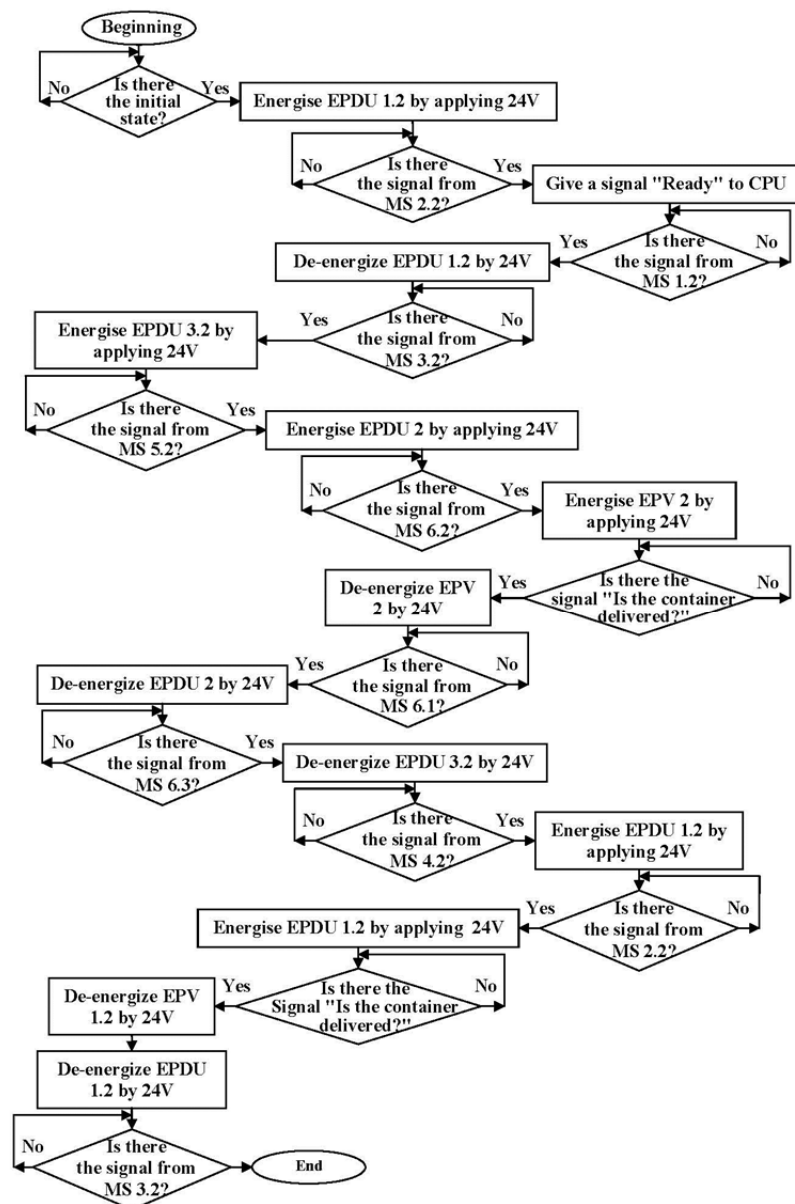 Beginning
No
Is there
the initial
state?
Yes
Energise EPDU 1.2 by applying 24V
No
Is there
the signal from
MS 2.2?
Yes
Give a signal "Ready" to CPU
Yes
Is there
the signal from
MS 1.2?
No
De-energize EPDU 1.2 by 24V
Yes
Is there
the signal from
MS 3.2?
No
Energise EPDU 3.2 by
applying 24V
No
Is there
the signal from
MS 5.2?
Yes
Energise EPDU 2 by applying 24V
No
Is there
the signal from
MS 6.2?
Yes
Energise EPV 2 by
applying 24V
Yes
Is there the
signal "Is the container
delivered?"
No
De-energize EPV
2 by 24V
Yes
Is there
the signal from
MS 6.1?
No
De-energize EPDU 2 by 24V
No
Is there
the signal from
MS 6.3?
Yes
De-energize EPDU 3.2 by 24V
No
Is there
the signal from
MS 4.2?
Yes
Energise EPDU 1.2 by
applying 24V
Yes
Is there
the signal from
MS 2.2?
No
Energise EPDU 1.2 by applying 24V
Yes
Is there the
Signal "Is the container
delivered?"
No
De-energize EPV
1.2 by 24V
De-energize EPDU
1.2 by 24V
No
Is there
the signal from
MS 3.2?
End